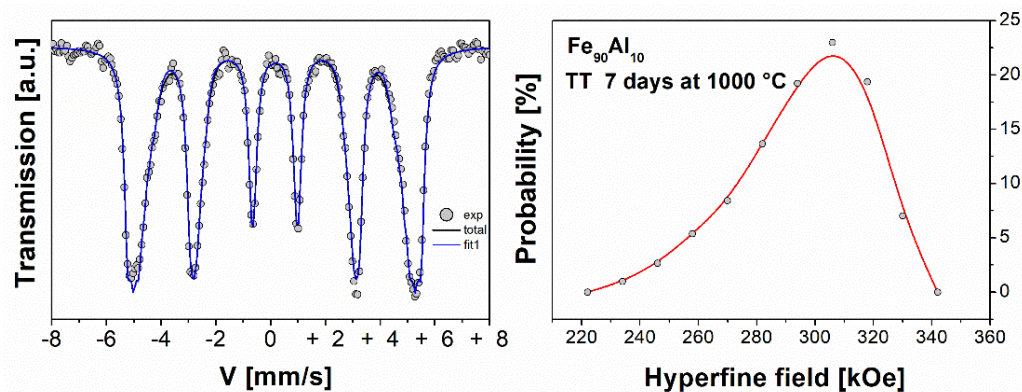 Transmission [a.u.]
exp
total
fit1
-8 -6 -4 -2 0 + 2 + 4 + 6 + 8
V [mm/s]
Fe₉₀Al₁₀
TT 7 days at 1000 °C
Probability [%]
25
20
15
10
5
0
220 240 260 280 300 320 340 360
Hyperfine field [kOe]